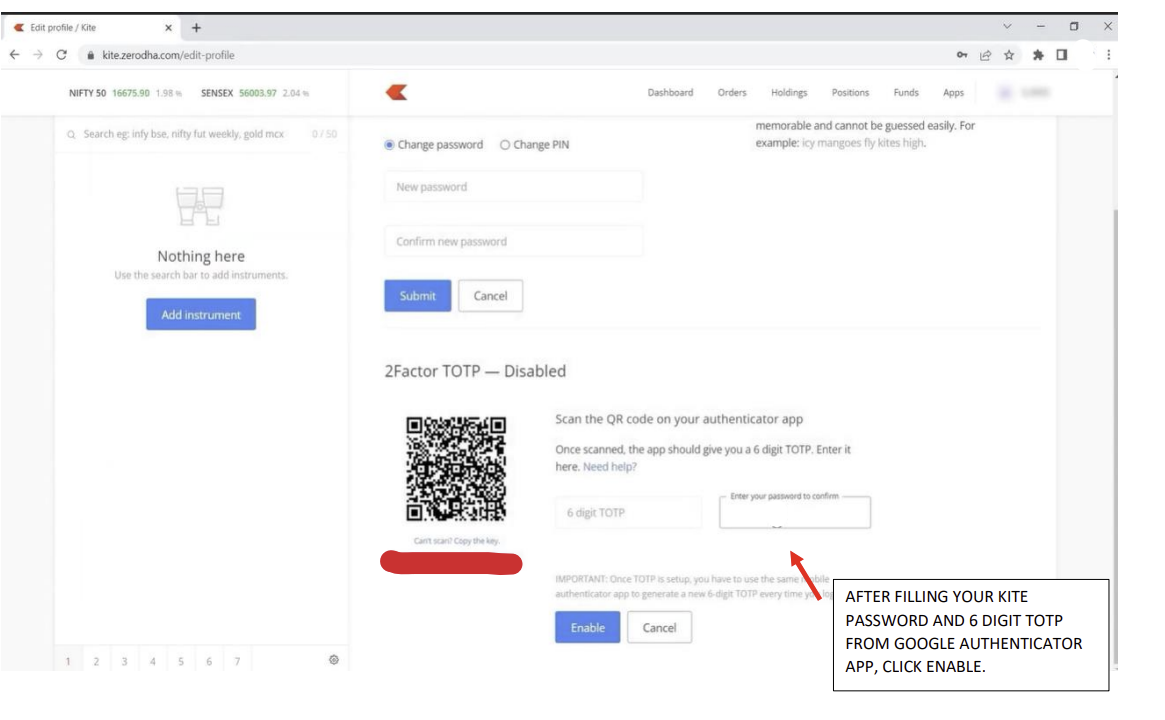 Edit profile / Kite
kite.zerodha.com/edit-profile
NIFTY 50 16675.90 1.98 % SENSEX 56003.97 2.04 %
Dashboard Orders Holdings Positions Funds Apps
Search eg: infy bse, nifty fut weekly, gold mcx 0 / 50
Nothing here
Use the search bar to add instruments.
Add instrument
1 2 3 4 5 6 7
memorable and cannot be guessed easily. For
example: icy mangoes fly kites high.
Change password Change PIN
New password
Confirm new password
Submit Cancel
2Factor TOTP — Disabled
Can't scan? Copy the key.
Scan the QR code on your authenticator app
Once scanned, the app should give you a 6 digit TOTP. Enter it
here. Need help?
6 digit TOTP
Enter your password to confirm
IMPORTANT: Once TOTP is setup, you have to use the same mobile
authenticator app to generate a new 6-digit TOTP every time you
Enable Cancel
AFTER FILLING YOUR KITE
PASSWORD AND 6 DIGIT TOTP
FROM GOOGLE AUTHENTICATOR
APP, CLICK ENABLE.